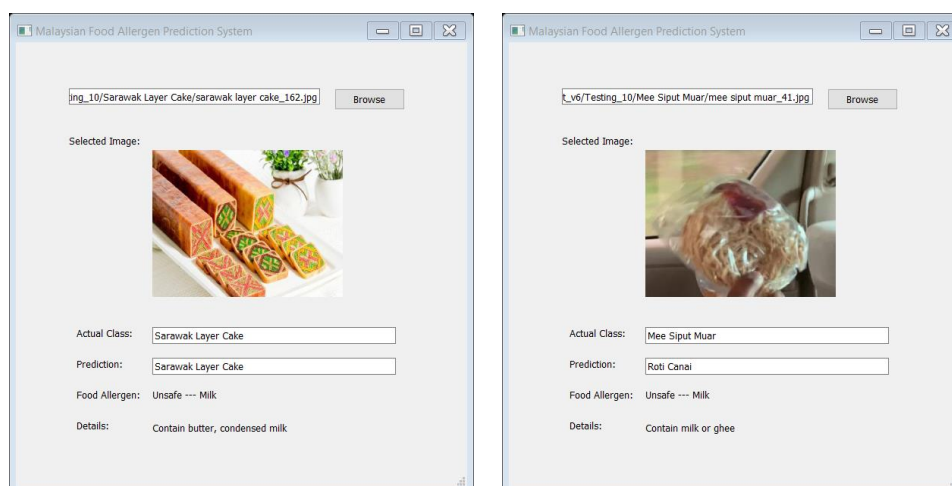 Malaysian Food Allergen Prediction System
ting_10/Sarawak Layer Cake/sarawak layer cake_162.jpg
Browse
Selected Image:
Actual Class:
Sarawak Layer Cake
Prediction:
Sarawak Layer Cake
Food Allergen:
Unsafe --- Milk
Details:
Contain butter, condensed milk
Malaysian Food Allergen Prediction System
t_v6/Testing_10/Mee Siput Muar/mee siput muar_41.jpg
Browse
Selected Image:
Actual Class:
Mee Siput Muar
Prediction:
Roti Canai
Food Allergen:
Unsafe --- Milk
Details:
Contain milk or ghee